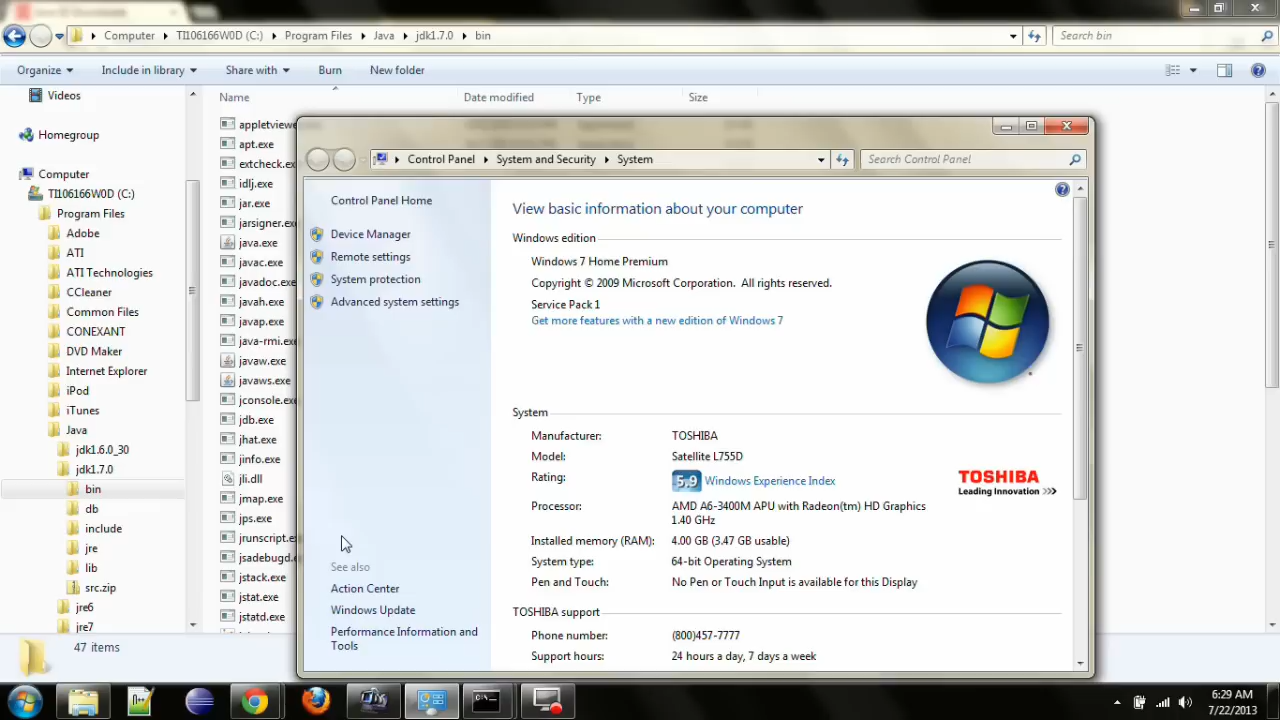 Computer TI106166W0D (C:) Program Files Java jdk1.7.0 bin
Search bin
Organize Include in library Share with Burn New folder
Name Date modified Type Size
Videos
Homegroup
Computer
TI106166W0D (C:)
Program Files
Adobe
ATI
ATI Technologies
CCleaner
Common Files
CONEXANT
DVD Maker
Internet Explorer
iPod
iTunes
Java
jdk1.6.0_30
jdk1.7.0
bin
db
include
jre
lib
src.zip
jre6
jre7
apt.exe
extcheck.ex
idlj.exe
jar.exe
jarsigner.ex
java.exe
javac.exe
javadoc.exe
javah.exe
javap.exe
java-rmi.ex
javaw.exe
javaws.exe
jconsole.exe
jdb.exe
jhat.exe
jinfo.exe
jli.dll
jmap.exe
jps.exe
jrunscript.e
jsadebugd.
jstack.exe
jstat.exe
jstatd.exe
47 items
Control Panel System and Security System
Search Control Panel
Control Panel Home
Device Manager
Remote settings
System protection
Advanced system settings
See also
Action Center
Windows Update
Performance Information and
Tools
View basic information about your computer
Windows edition
Windows 7 Home Premium
Copyright © 2009 Microsoft Corporation. All rights reserved.
Service Pack 1
Get more features with a new edition of Windows 7
System
Manufacturer: TOSHIBA
Model: Satellite L755D
Rating: 5.9 Windows Experience Index
Processor: AMD A6-3400M APU with Radeon(tm) HD Graphics
1.40 GHz
Installed memory (RAM): 4.00 GB (3.47 GB usable)
System type: 64-bit Operating System
Pen and Touch: No Pen or Touch Input is available for this Display
TOSHIBA
Leading Innovation >>>
TOSHIBA support
Phone number: (800)457-7777
Support hours: 24 hours a day, 7 days a week
6:29 AM
7/22/2013